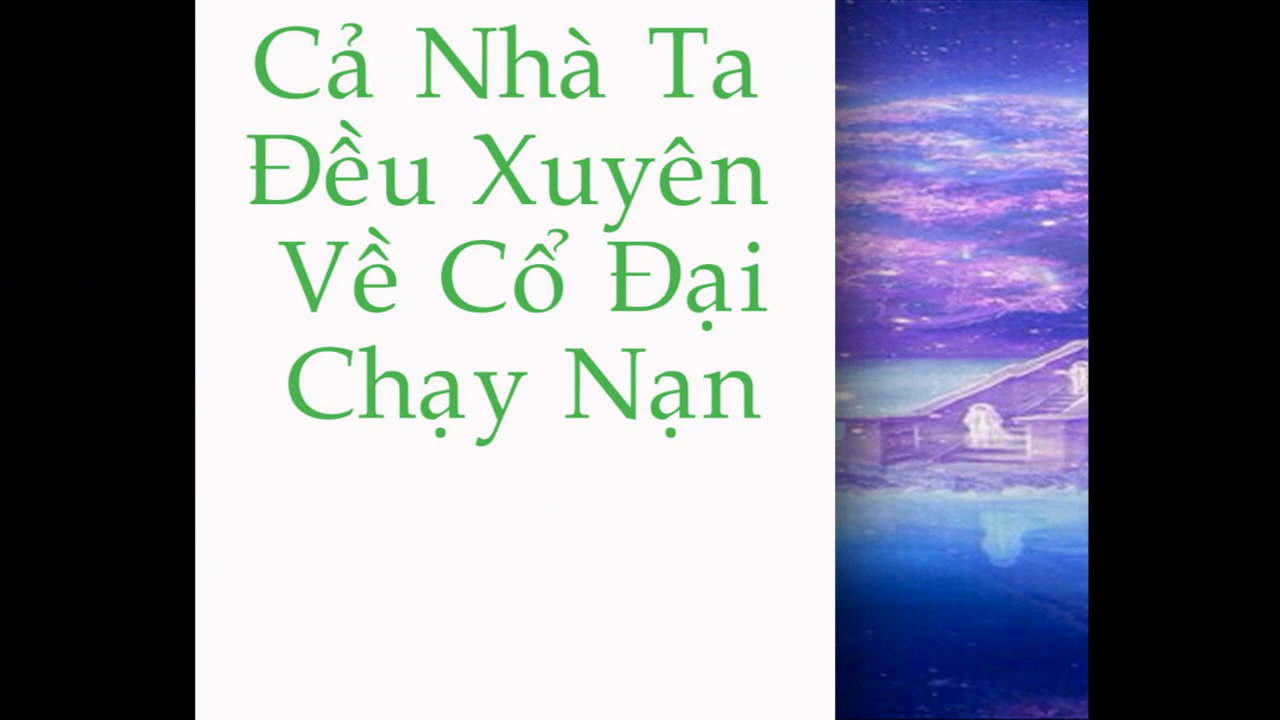 Cả Nhà Ta
Đều Xuyên
Về Cổ Đại
Chạy Nạn